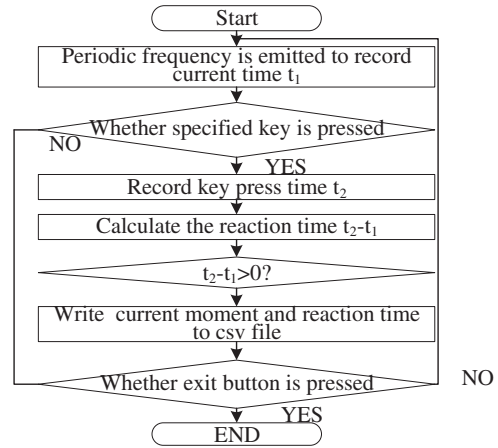 Start
Periodic frequency is emitted to record
current time t₁
Whether specified key is pressed
NO
YES
Record key press time t₂
Calculate the reaction time t₂-t₁
t₂-t₁>0?
Write current moment and reaction time
to csv file
Whether exit button is pressed
NO
YES
END